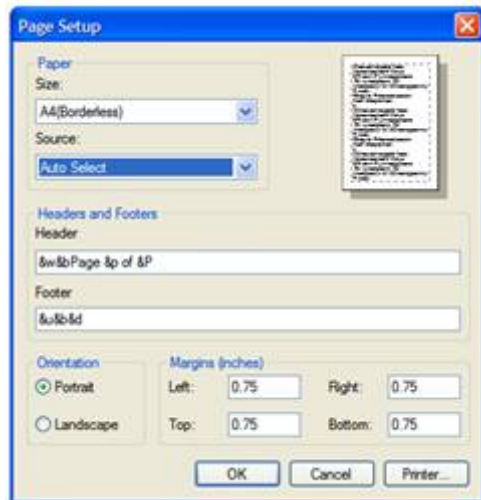 Page Setup
Paper
Size:
A4(Borderless)
Source:
Auto Select
Headers and Footers
Header
&w&bPage &p of &P
Footer
&u&b&d
Orientation
Portrait
Landscape
Margins (inches)
Left: 0.75 Right: 0.75
Top: 0.75 Bottom: 0.75
OK Cancel Printer...